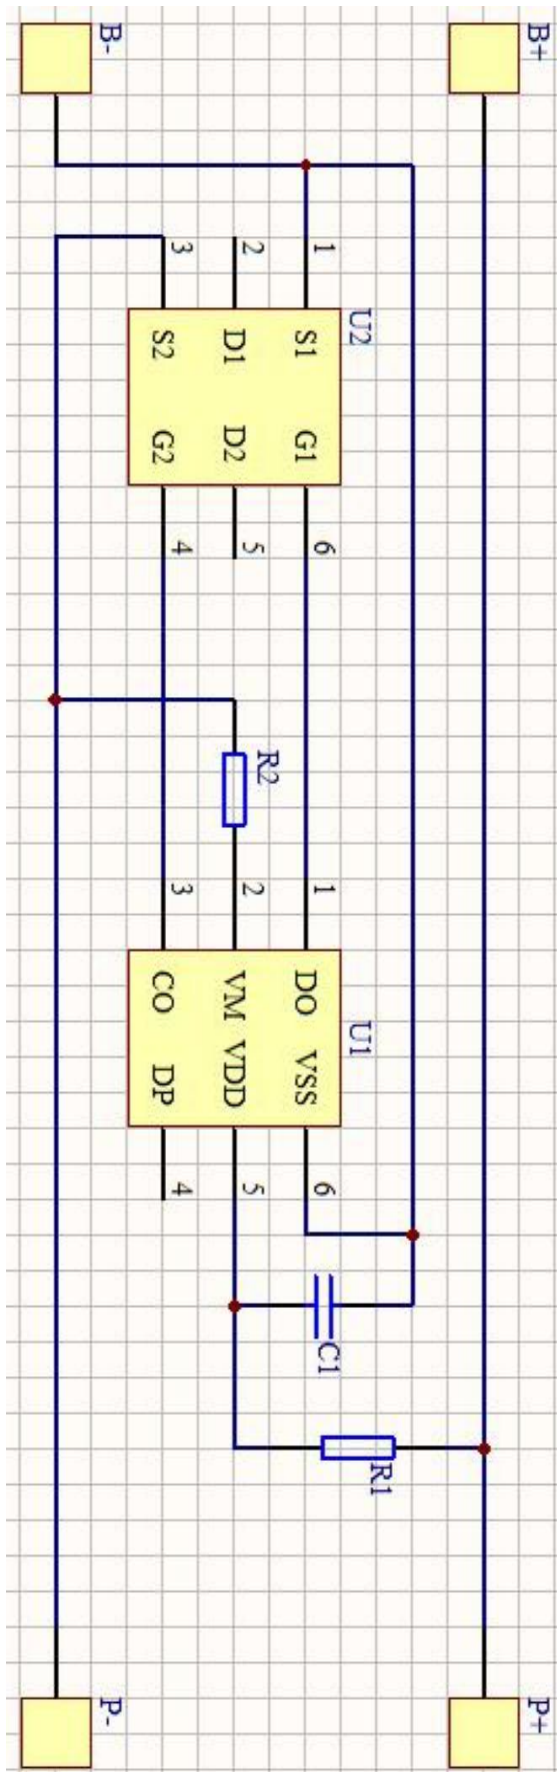 B-
B+
3
2
1
U2
S2
D1
S1
G2
D2
G1
4
5
6
R2
3
2
1
CO
VM
DO
U1
DP
VDD
VSS
4
5
6
C1
R1
P-
P+